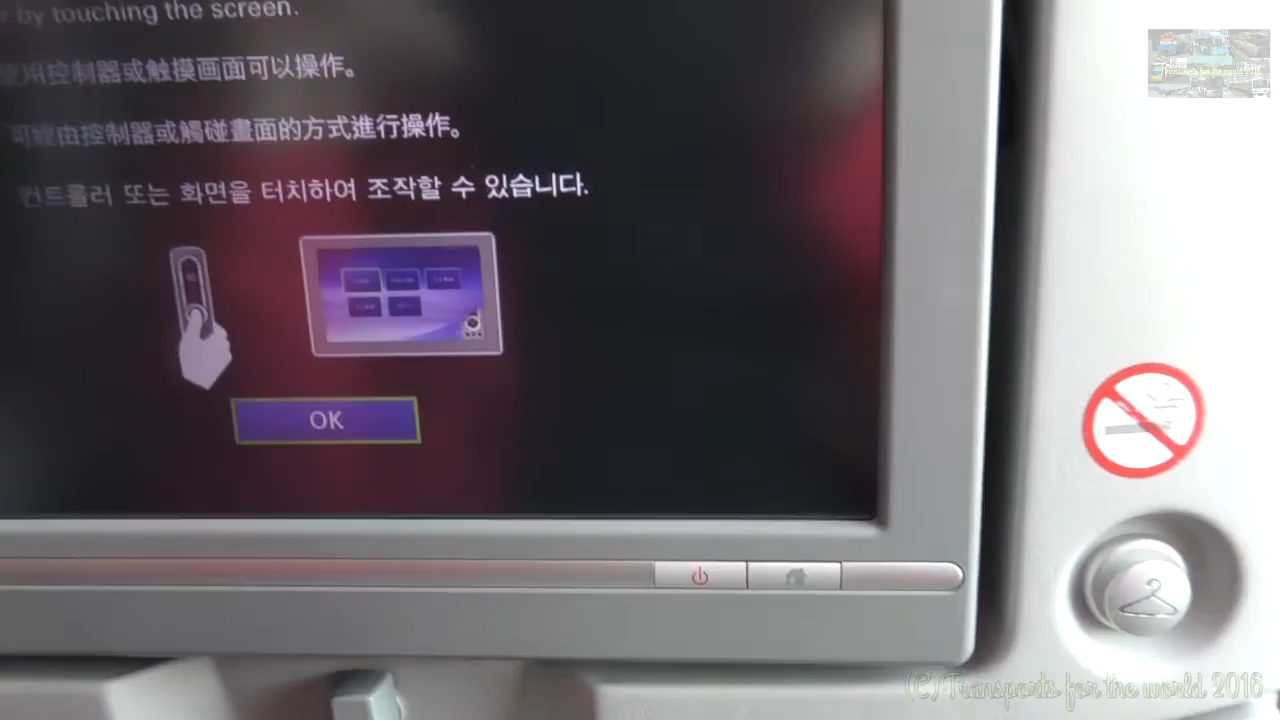 r by touching the screen.
使用控制器或触摸画面可以操作。
可經由控制器或觸碰畫面的方式進行操作。
컨트롤러 또는 화면을 터치하여 조작할 수 있습니다.
OK
(C)Transports for the world 2016